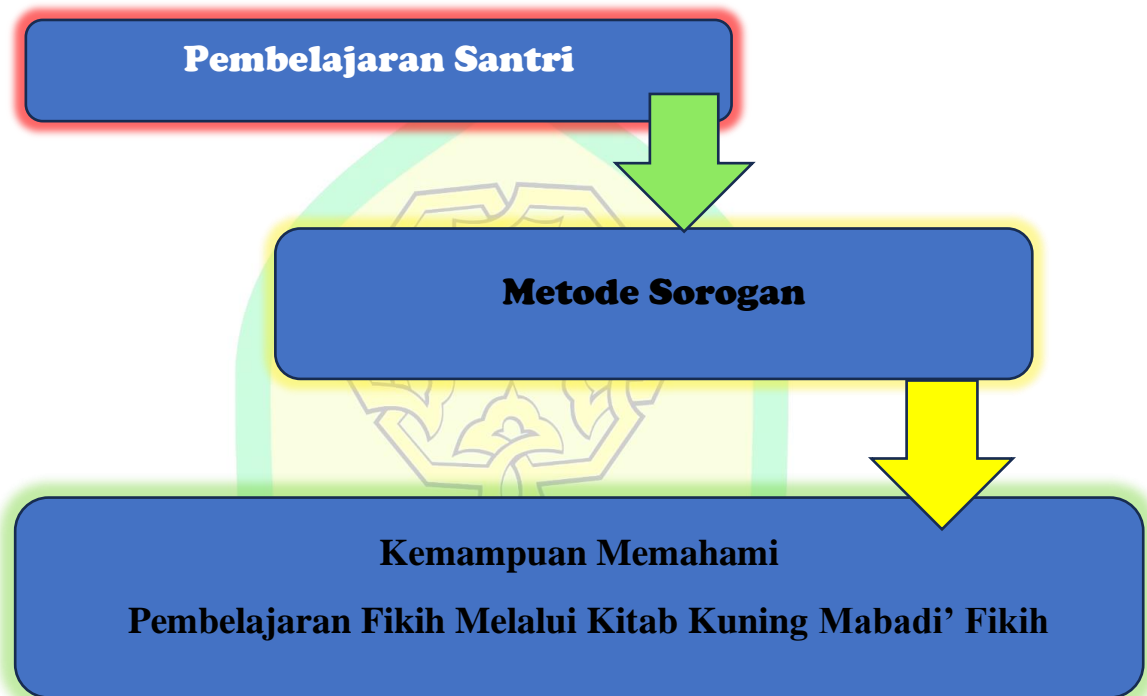 Pembelajaran Santri
Metode Sorogan
Kemampuan Memahami
Pembelajaran Fikih Melalui Kitab Kuning Mabadi’ Fikih